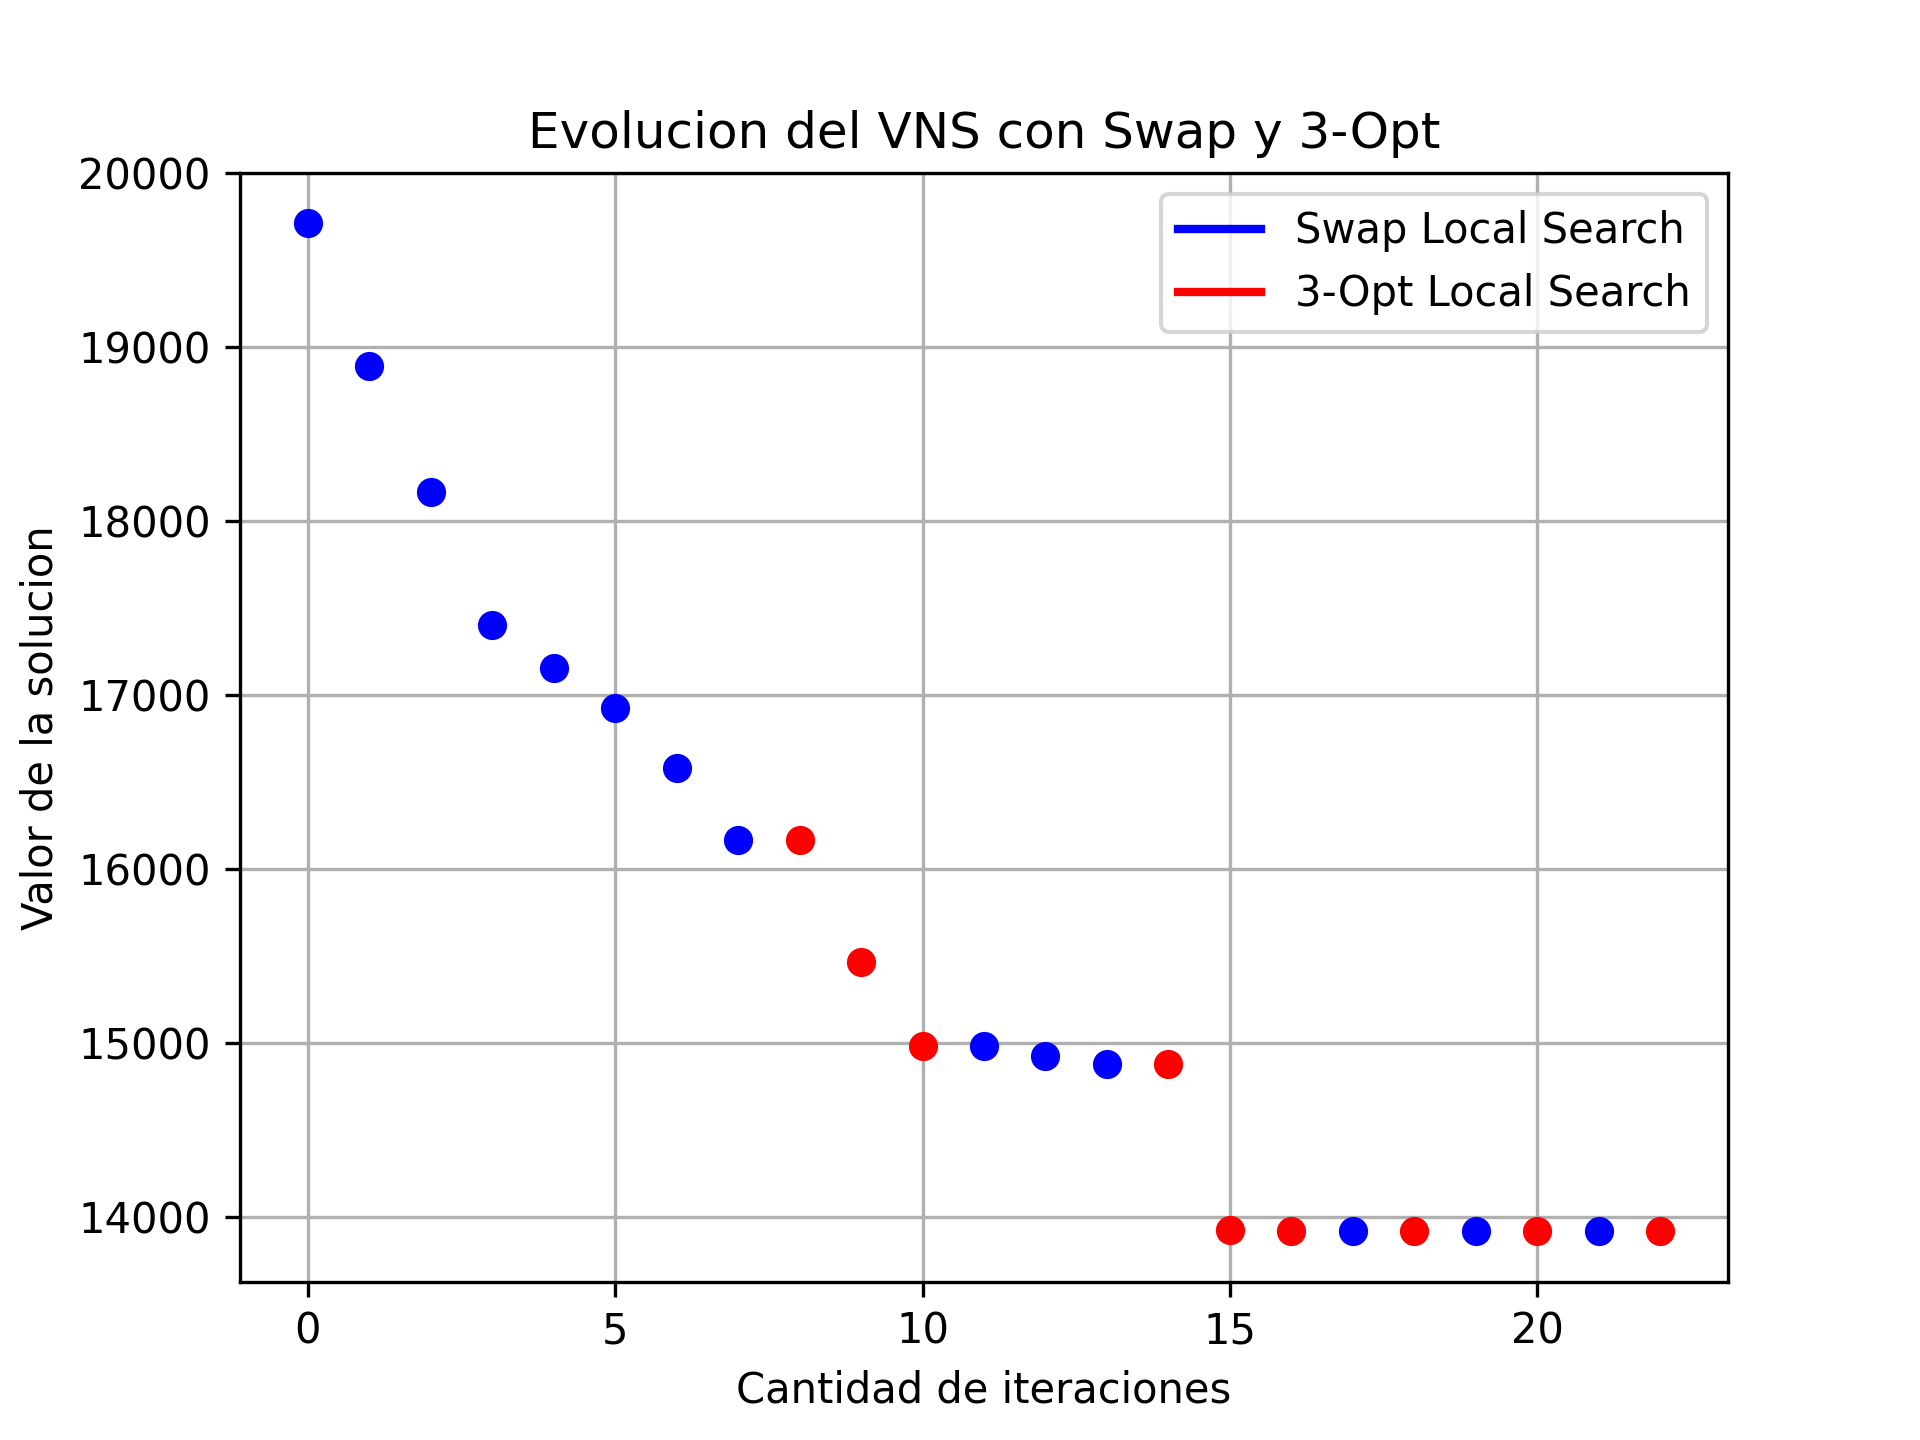 Evolucion del VNS con Swap y 3-Opt
20000
19000
18000
17000
16000
15000
14000
Valor de la solucion
Swap Local Search
3-Opt Local Search
0 5 10 15 20
Cantidad de iteraciones